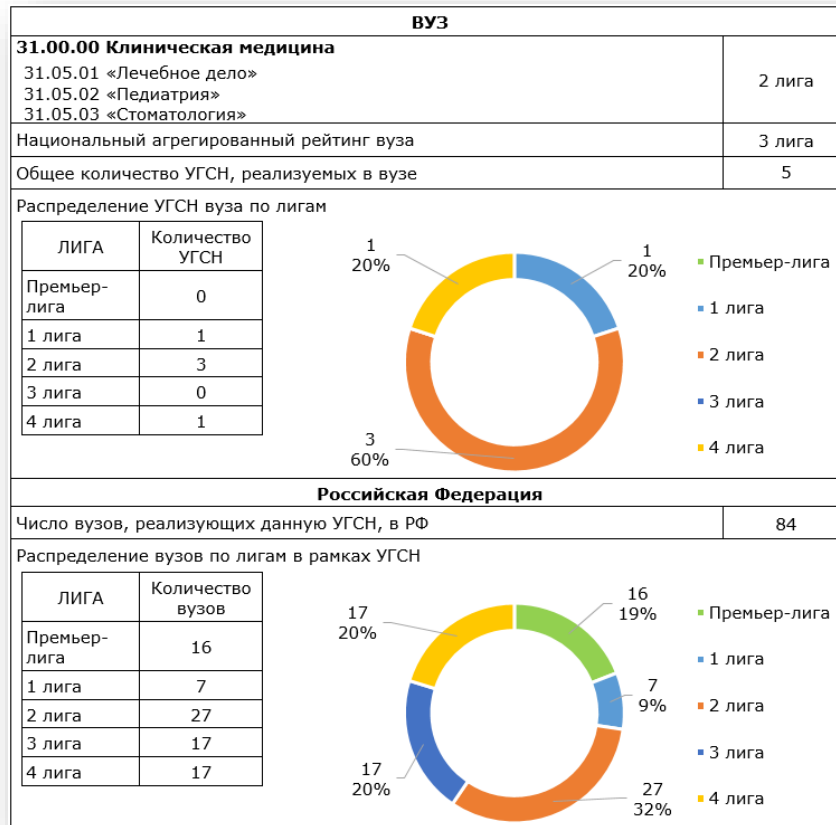 ВУЗ
31.00.00 Клиническая медицина
31.05.01 «Лечебное дело»
31.05.02 «Педиатрия»
31.05.03 «Стоматология»
2 лига
Национальный агрегированный рейтинг вуза
3 лига
Общее количество УГСН, реализуемых в вузе
5
Распределение УГСН вуза по лигам
ЛИГА
Количество
УГСН
Премьер-
лига
0
1 лига
1
2 лига
3
3 лига
0
4 лига
1
1
20%
1
20%
3
60%
Премьер-лига
1 лига
2 лига
3 лига
4 лига
Российская Федерация
Число вузов, реализующих данную УГСН, в РФ
84
Распределение вузов по лигам в рамках УГСН
ЛИГА
Количество
вузов
Премьер-
лига
16
1 лига
7
2 лига
27
3 лига
17
4 лига
17
17
20%
16
19%
7
9%
17
20%
27
32%
Премьер-лига
1 лига
2 лига
3 лига
4 лига